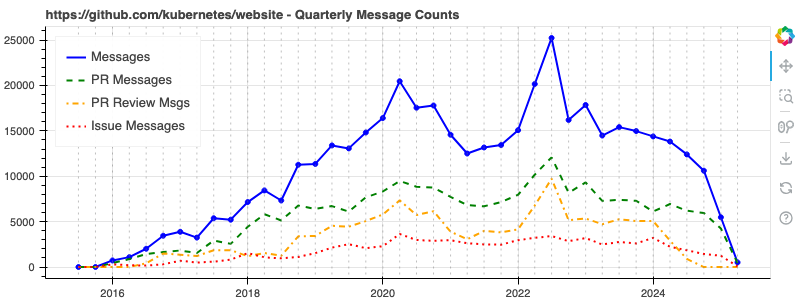 https://github.com/kubernetes/website - Quarterly Message Counts
Messages
PR Messages
PR Review Msgs
Issue Messages
25000
20000
15000
10000
5000
0
2016 2018 2020 2022 2024